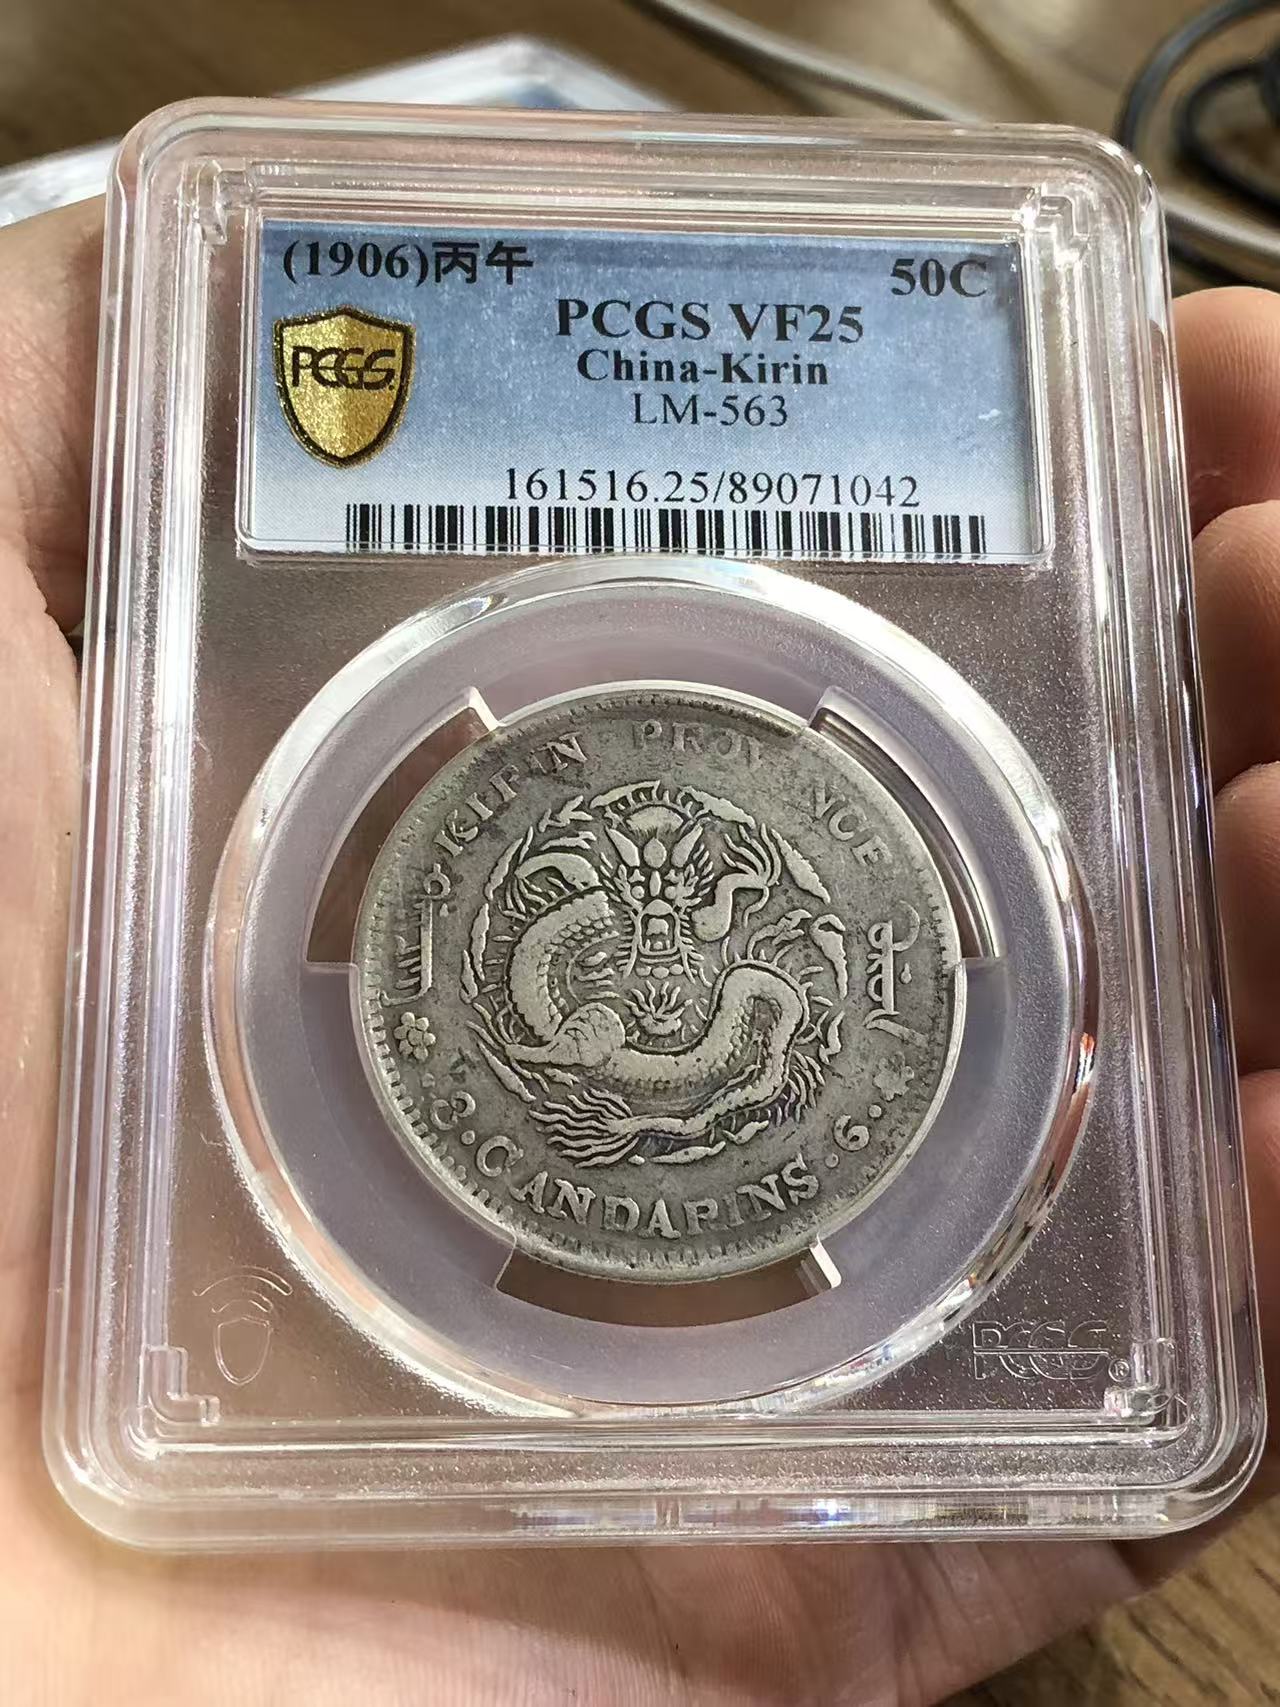 (1906)丙午
50C
PCGS VF25
PCGS
China-Kirin
LM-563
161516.25/89071042
KIRIN PROVINCE
·3·CANDARINS·6·
PCGS